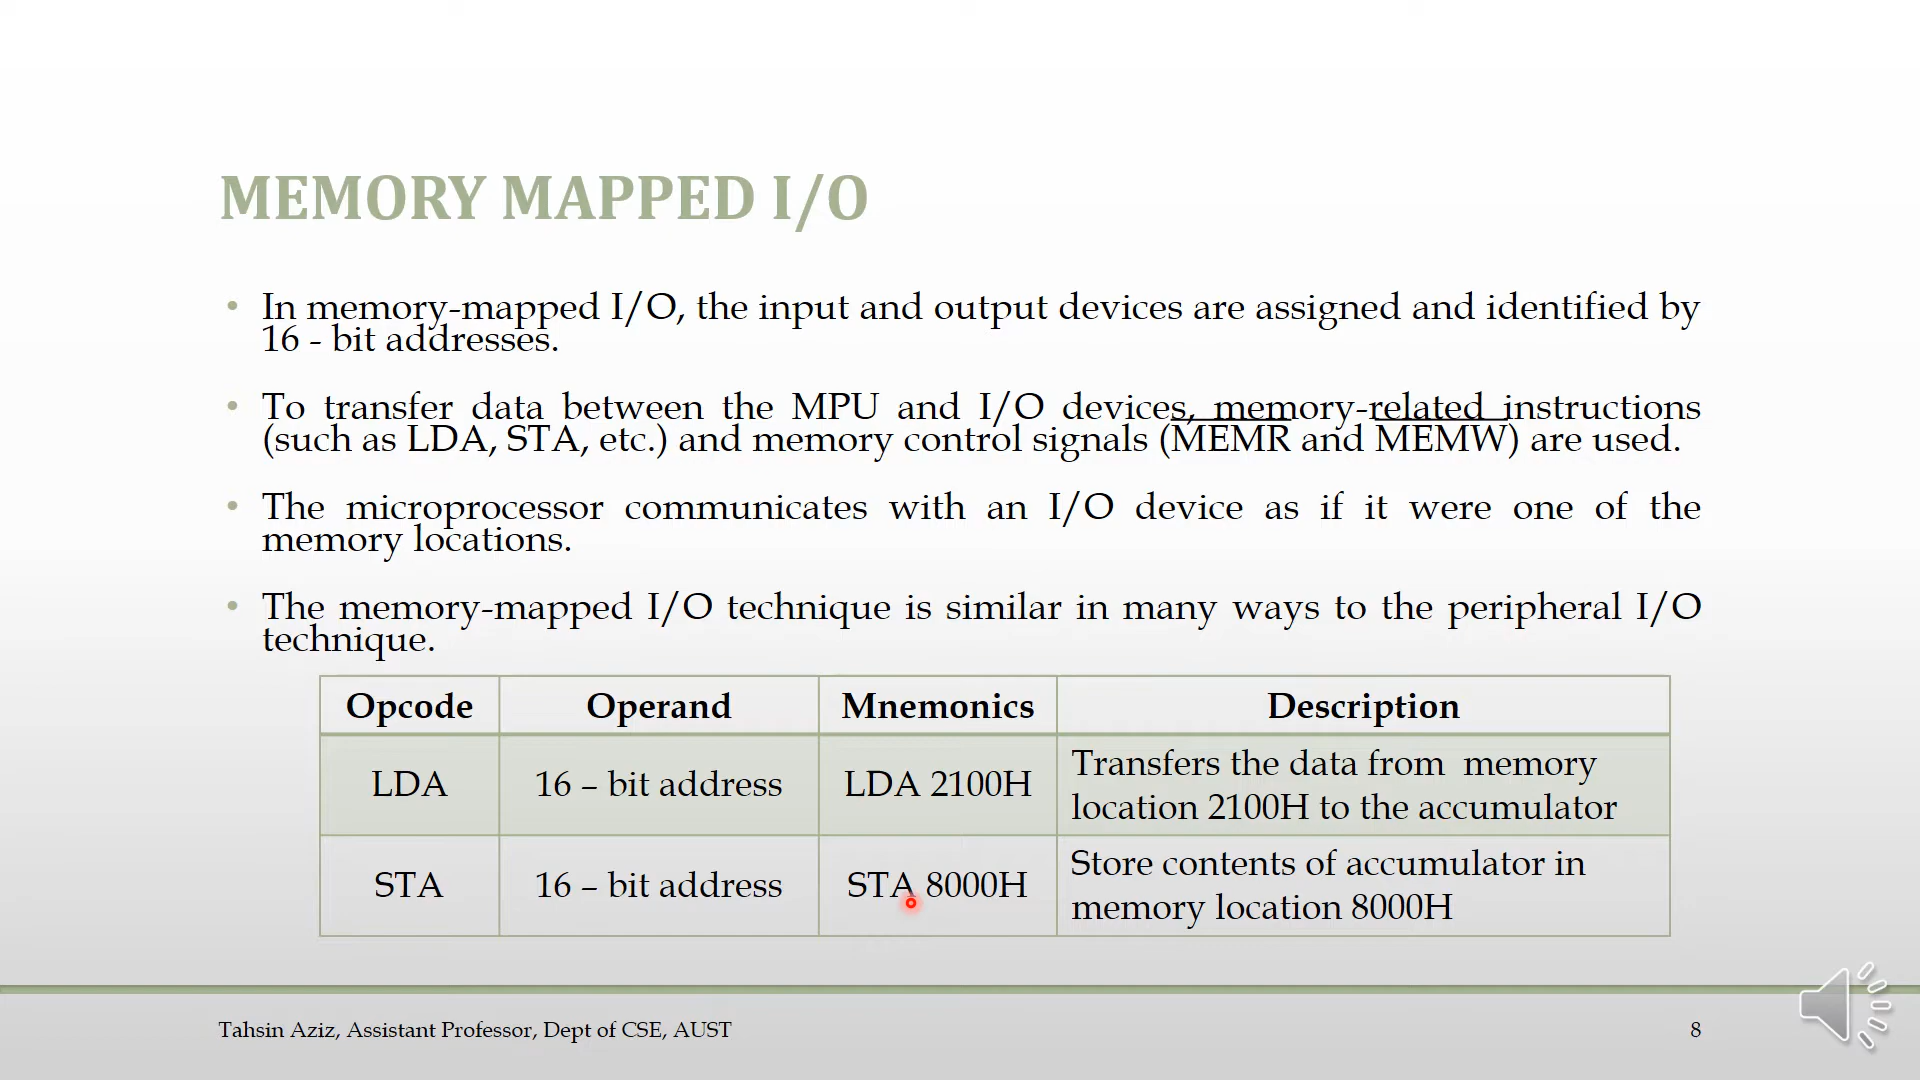 MEMORY MAPPED I/O
• In memory-mapped I/O, the input and output devices are assigned and identified by
16 - bit addresses.
• To transfer data between the MPU and I/O devices, memory-related instructions
(such as LDA, STA, etc.) and memory control signals (M̅E̅M̅R̅ and M̅E̅M̅W̅) are used.
• The microprocessor communicates with an I/O device as if it were one of the
memory locations.
• The memory-mapped I/O technique is similar in many ways to the peripheral I/O
technique.
Opcode Operand Mnemonics Description
LDA 16 – bit address LDA 2100H Transfers the data from memory
location 2100H to the accumulator
STA 16 – bit address STA 8000H Store contents of accumulator in
memory location 8000H
Tahsin Aziz, Assistant Professor, Dept of CSE, AUST 8